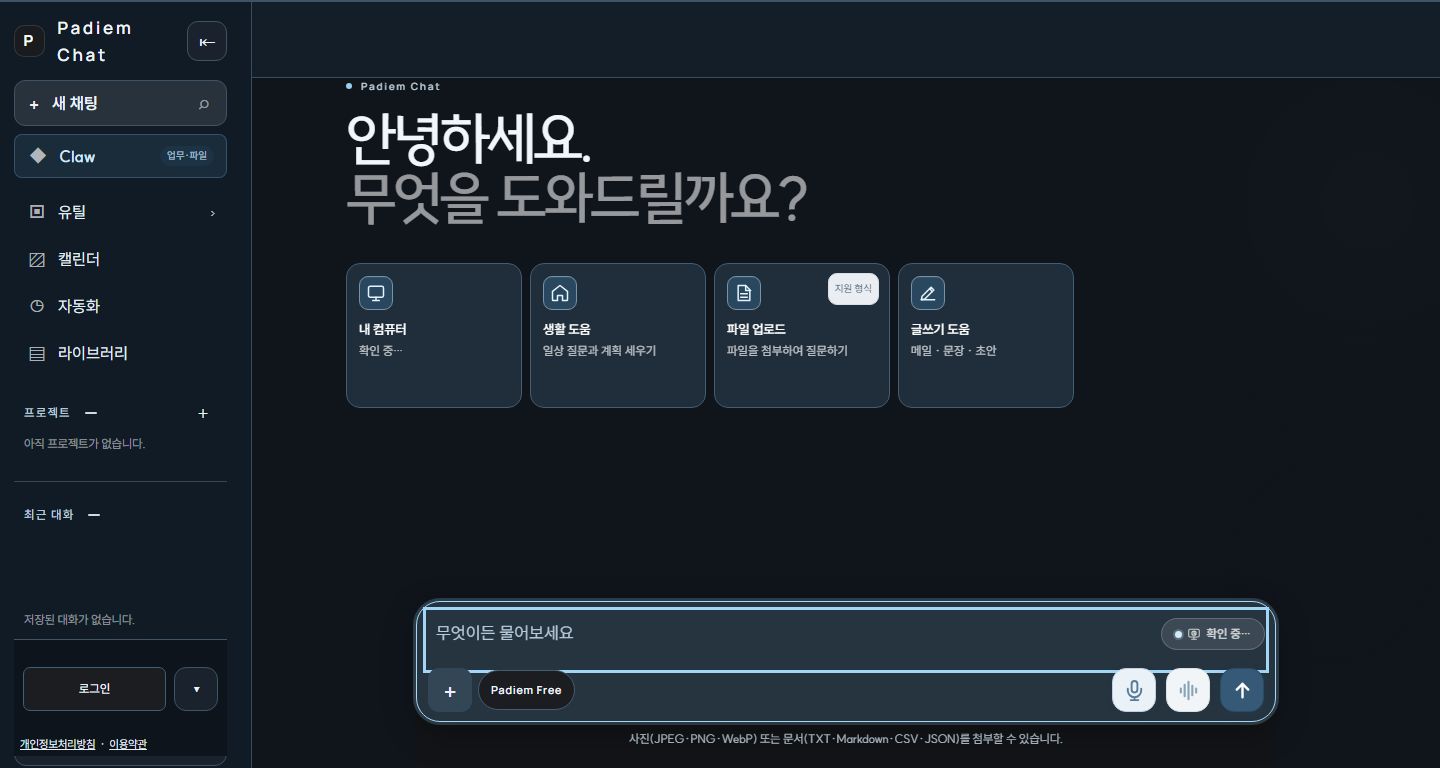 P
Padiem
Chat
+ 새 채팅
Claw
업무·파일
유틸
캘린더
자동화
라이브러리
프로젝트
아직 프로젝트가 없습니다.
최근 대화
저장된 대화가 없습니다.
로그인
개인정보처리방침 · 이용약관
Padiem Chat
안녕하세요.
무엇을 도와드릴까요?
내 컴퓨터
확인 중…
생활 도움
일상 질문과 계획 세우기
지원 형식
파일 업로드
파일을 첨부하여 질문하기
글쓰기 도움
메일 · 문장 · 초안
무엇이든 물어보세요
확인 중…
+
Padiem Free
사진(JPEG·PNG·WebP) 또는 문서(TXT·Markdown·CSV·JSON)를 첨부할 수 있습니다.